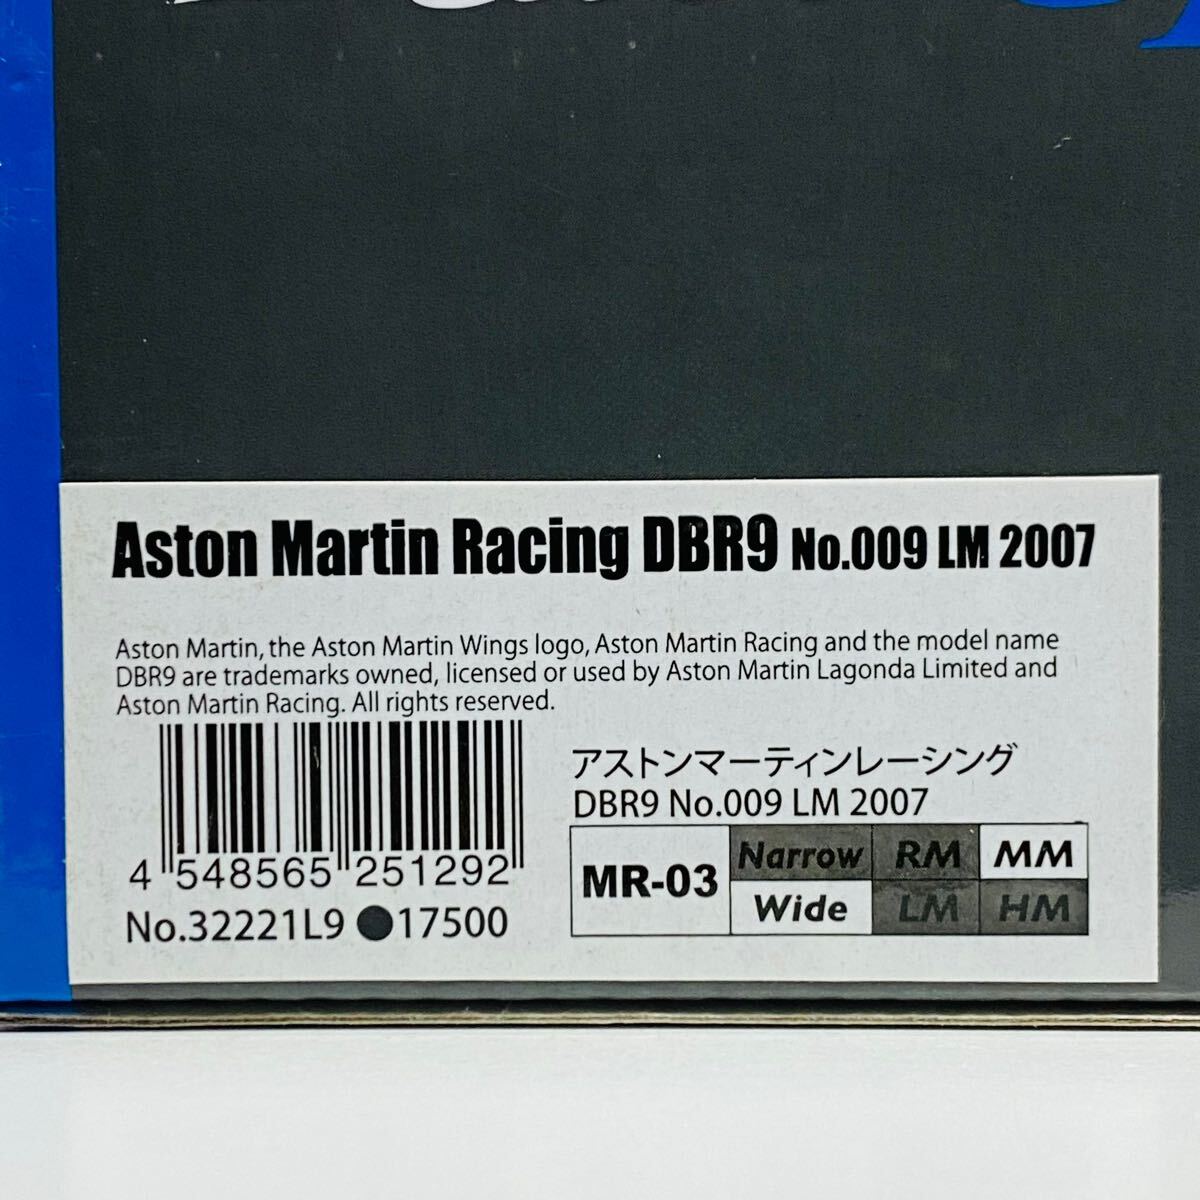 Aston Martin Racing DBR9 No.009 LM 2007
Aston Martin, the Aston Martin Wings logo, Aston Martin Racing and the model name
DBR9 are trademarks owned, licensed or used by Aston Martin Lagonda Limited and
Aston Martin Racing. All rights reserved.
アストンマーティンレーシング
DBR9 No.009 LM 2007
4 548565 251292
No.32221L9 ●17500
MR-03
Narrow RM MM
Wide LM HM